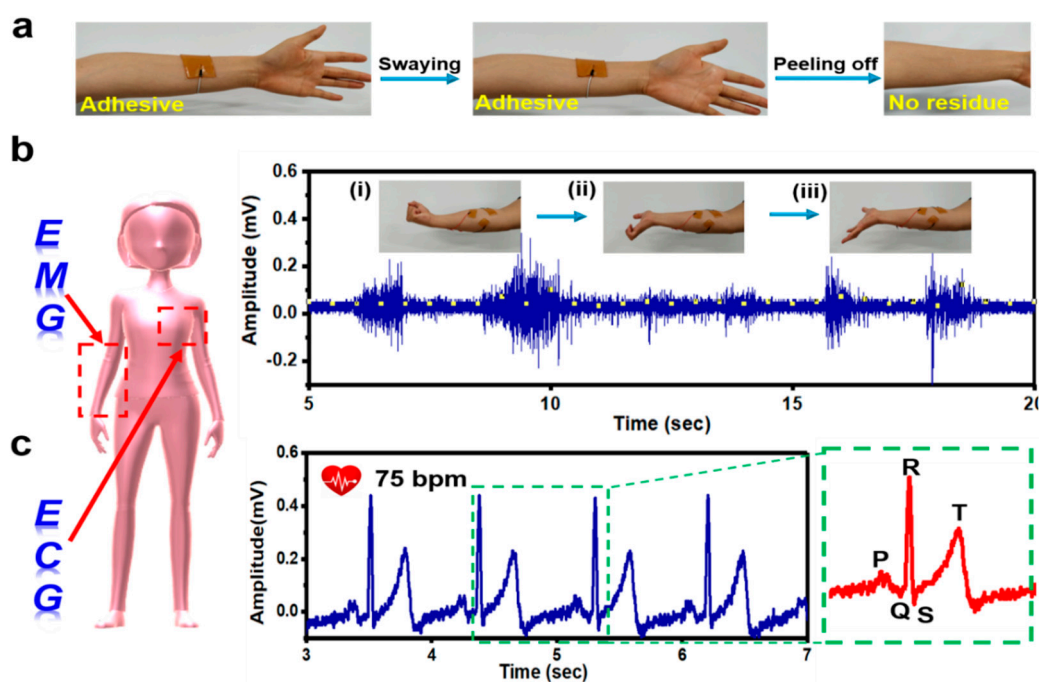 a
Swaying
Peeling off
Adhesive
Adhesive
No residue
b
E
M
G
E
C
G
0.6
0.4
0.2
0.0
-0.2
Amplitude (mV)
(i)
(ii)
(iii)
5
10
15
20
Time (sec)
c
0.6
0.4
0.2
0.0
Amplitude(mV)
75 bpm
3
4
5
6
7
Time (sec)
R
T
P
Q
S